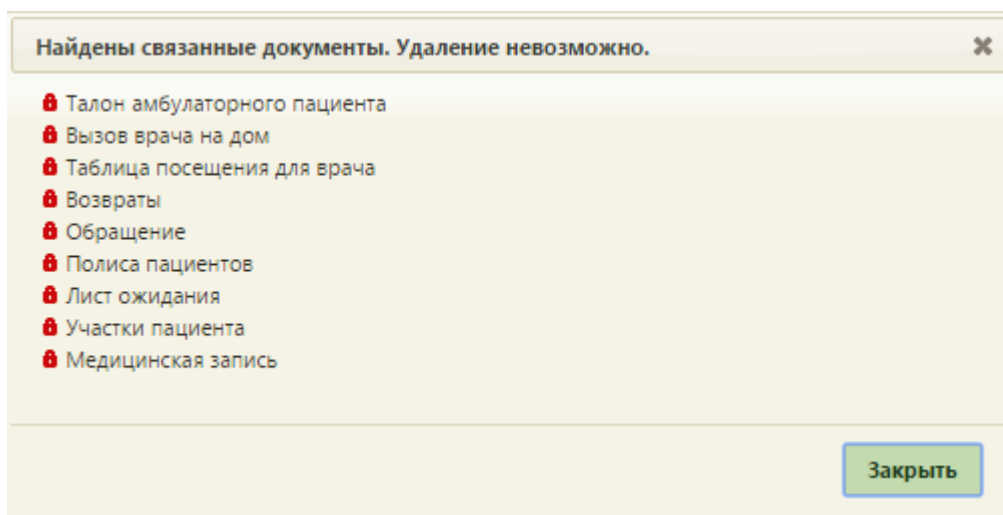 Найдены связанные документы. Удаление невозможно.
Талон амбулаторного пациента
Вызов врача на дом
Таблица посещения для врача
Возвраты
Обращение
Полиса пациентов
Лист ожидания
Участки пациента
Медицинская запись
Закрыть